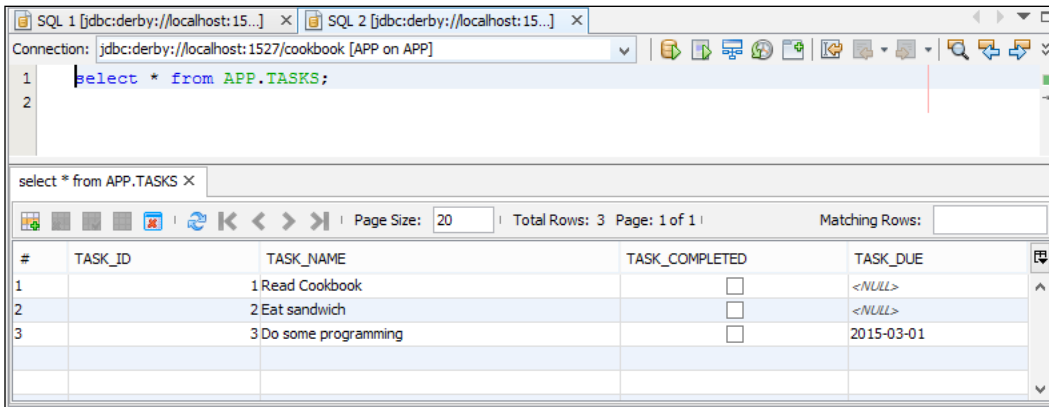 SQL 1 [jdbc:derby://localhost:15...] SQL 2 [jdbc:derby://localhost:15...]
Connection: jdbc:derby://localhost:1527/cookbook [APP on APP]
1 select * from APP.TASKS;
2
select * from APP.TASKS
Page Size: 20 Total Rows: 3 Page: 1 of 1 Matching Rows:
# TASK_ID TASK_NAME TASK_COMPLETED TASK_DUE
1 1 Read Cookbook <NULL>
2 2 Eat sandwich <NULL>
3 3 Do some programming 2015-03-01